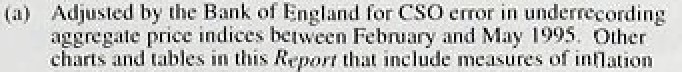 (a) Adjusted by the Bank of England for CSO error in underrecording
aggregate price indices between February and May 1995. Other
charts and tables in this Report that include measures of inflation